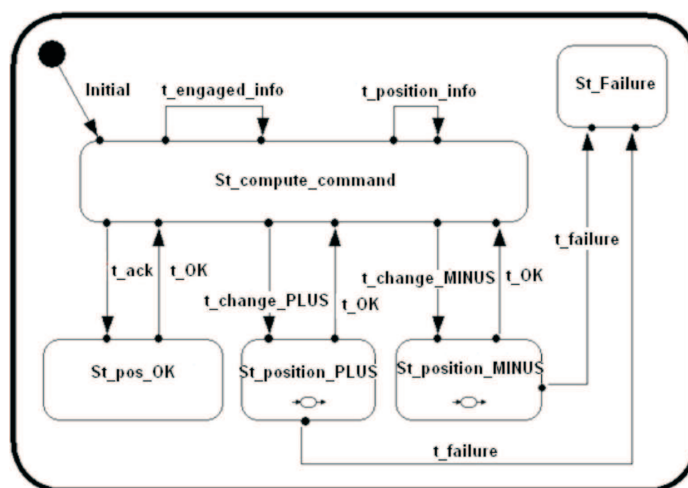 Initial
t_engaged_info
t_position_info
St_Failure
St_compute_command
t_failure
t_ack
t_OK
t_change_PLUS
t_OK
t_change_MINUS
t_OK
St_pos_OK
St_position_PLUS
St_position_MINUS
t_failure